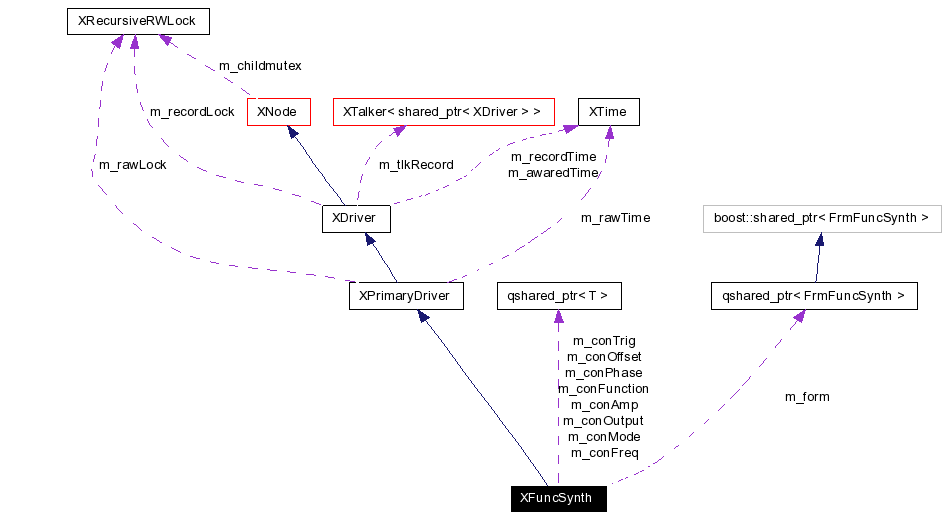 XRecursiveRWLock
m_childmutex
XNode
XTalker< shared_ptr< XDriver > >
XTime
m_recordLock
m_rawLock
m_tlkRecord
m_recordTime
m_awaredTime
XDriver
m_rawTime
boost::shared_ptr< FrmFuncSynth >
XPrimaryDriver
qshared_ptr< T >
qshared_ptr< FrmFuncSynth >
m_conTrig
m_conOffset
m_conPhase
m_conFunction
m_conAmp
m_conOutput
m_conMode
m_conFreq
m_form
XFuncSynth